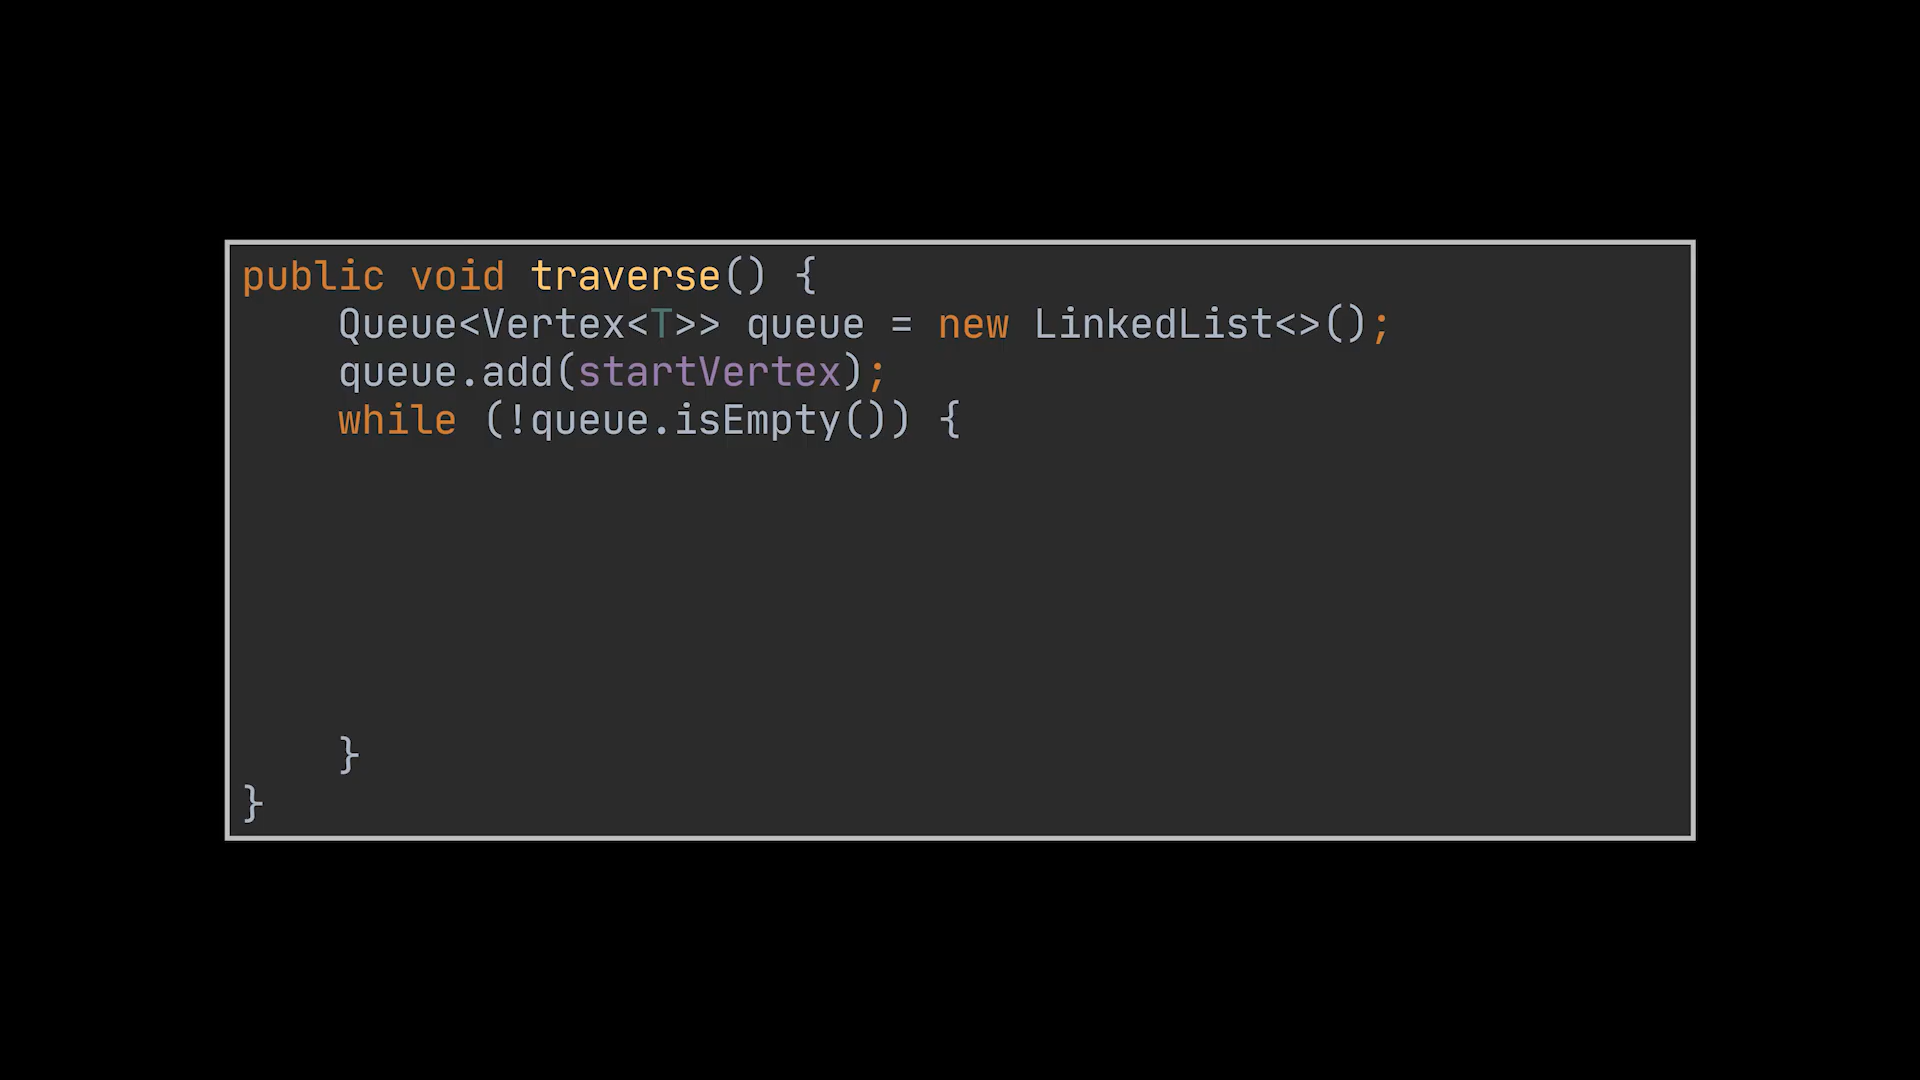 public void traverse() {
    Queue<Vertex<T>> queue = new LinkedList<>();
    queue.add(startVertex);
    while (!queue.isEmpty()) {
    }
}